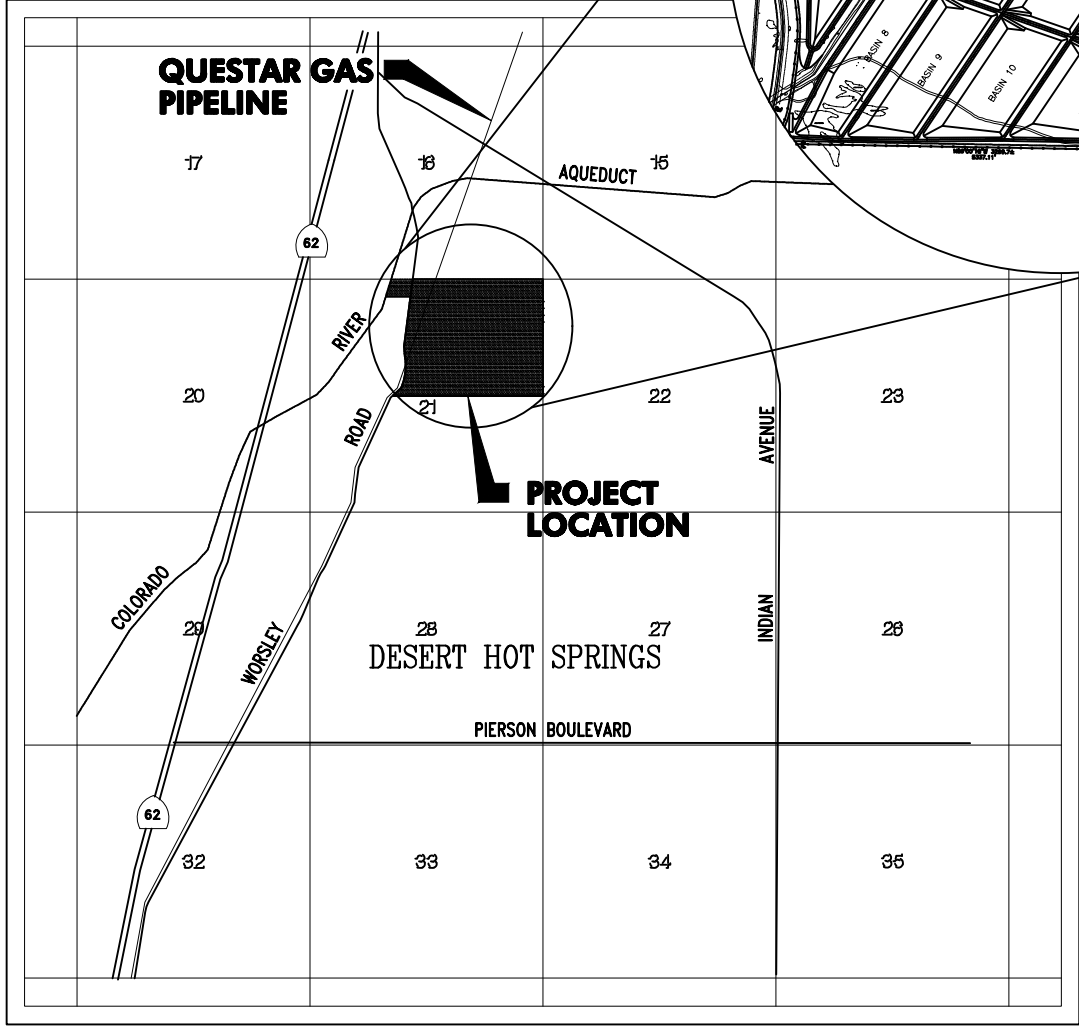 BASIN 8
BASIN 9
BASIN 10
5337.11'
QUESTAR GAS
PIPELINE
17
16
15
AQUEDUCT
62
RIVER
20
21
22
23
ROAD
AVENUE
PROJECT
LOCATION
COLORADO
29
28
27
26
WORSLEY
INDIAN
DESERT HOT SPRINGS
PIERSON BOULEVARD
62
32
33
34
35